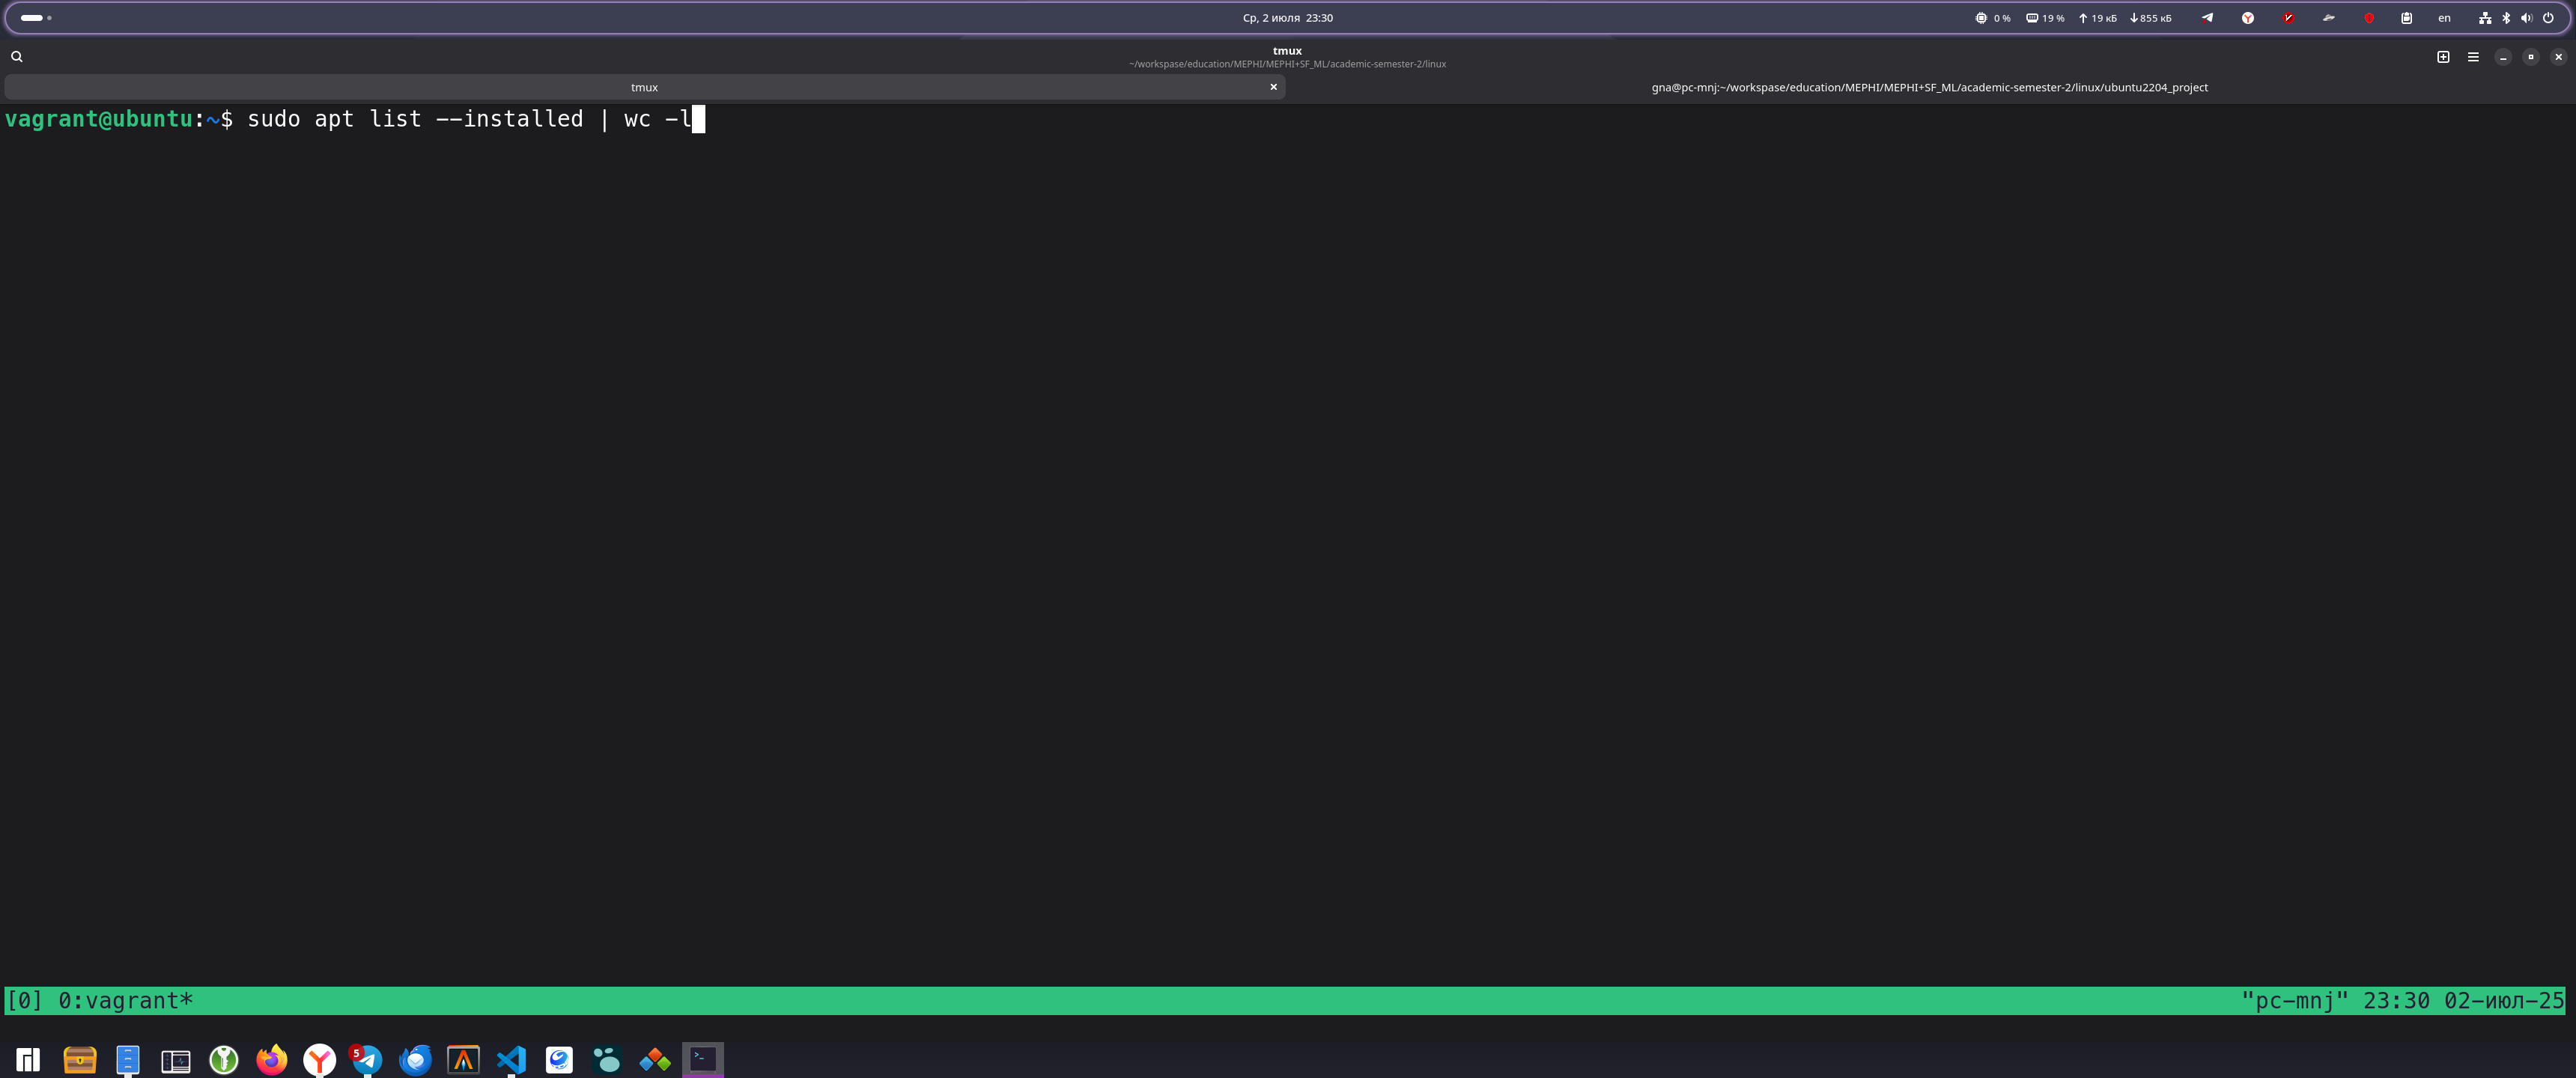 Ср, 2 июля 23:30
0 % 19 % 19 кБ 855 кБ en
tmux
~/workspase/education/MEPHI/MEPHI+SF_ML/academic-semester-2/linux
tmux
gna@pc-mnj:~/workspase/education/MEPHI/MEPHI+SF_ML/academic-semester-2/linux/ubuntu2204_project
vagrant@ubuntu:~$ sudo apt list --installed | wc -l
[0] 0:vagrant* "pc-mnj" 23:30 02-июл-25
5